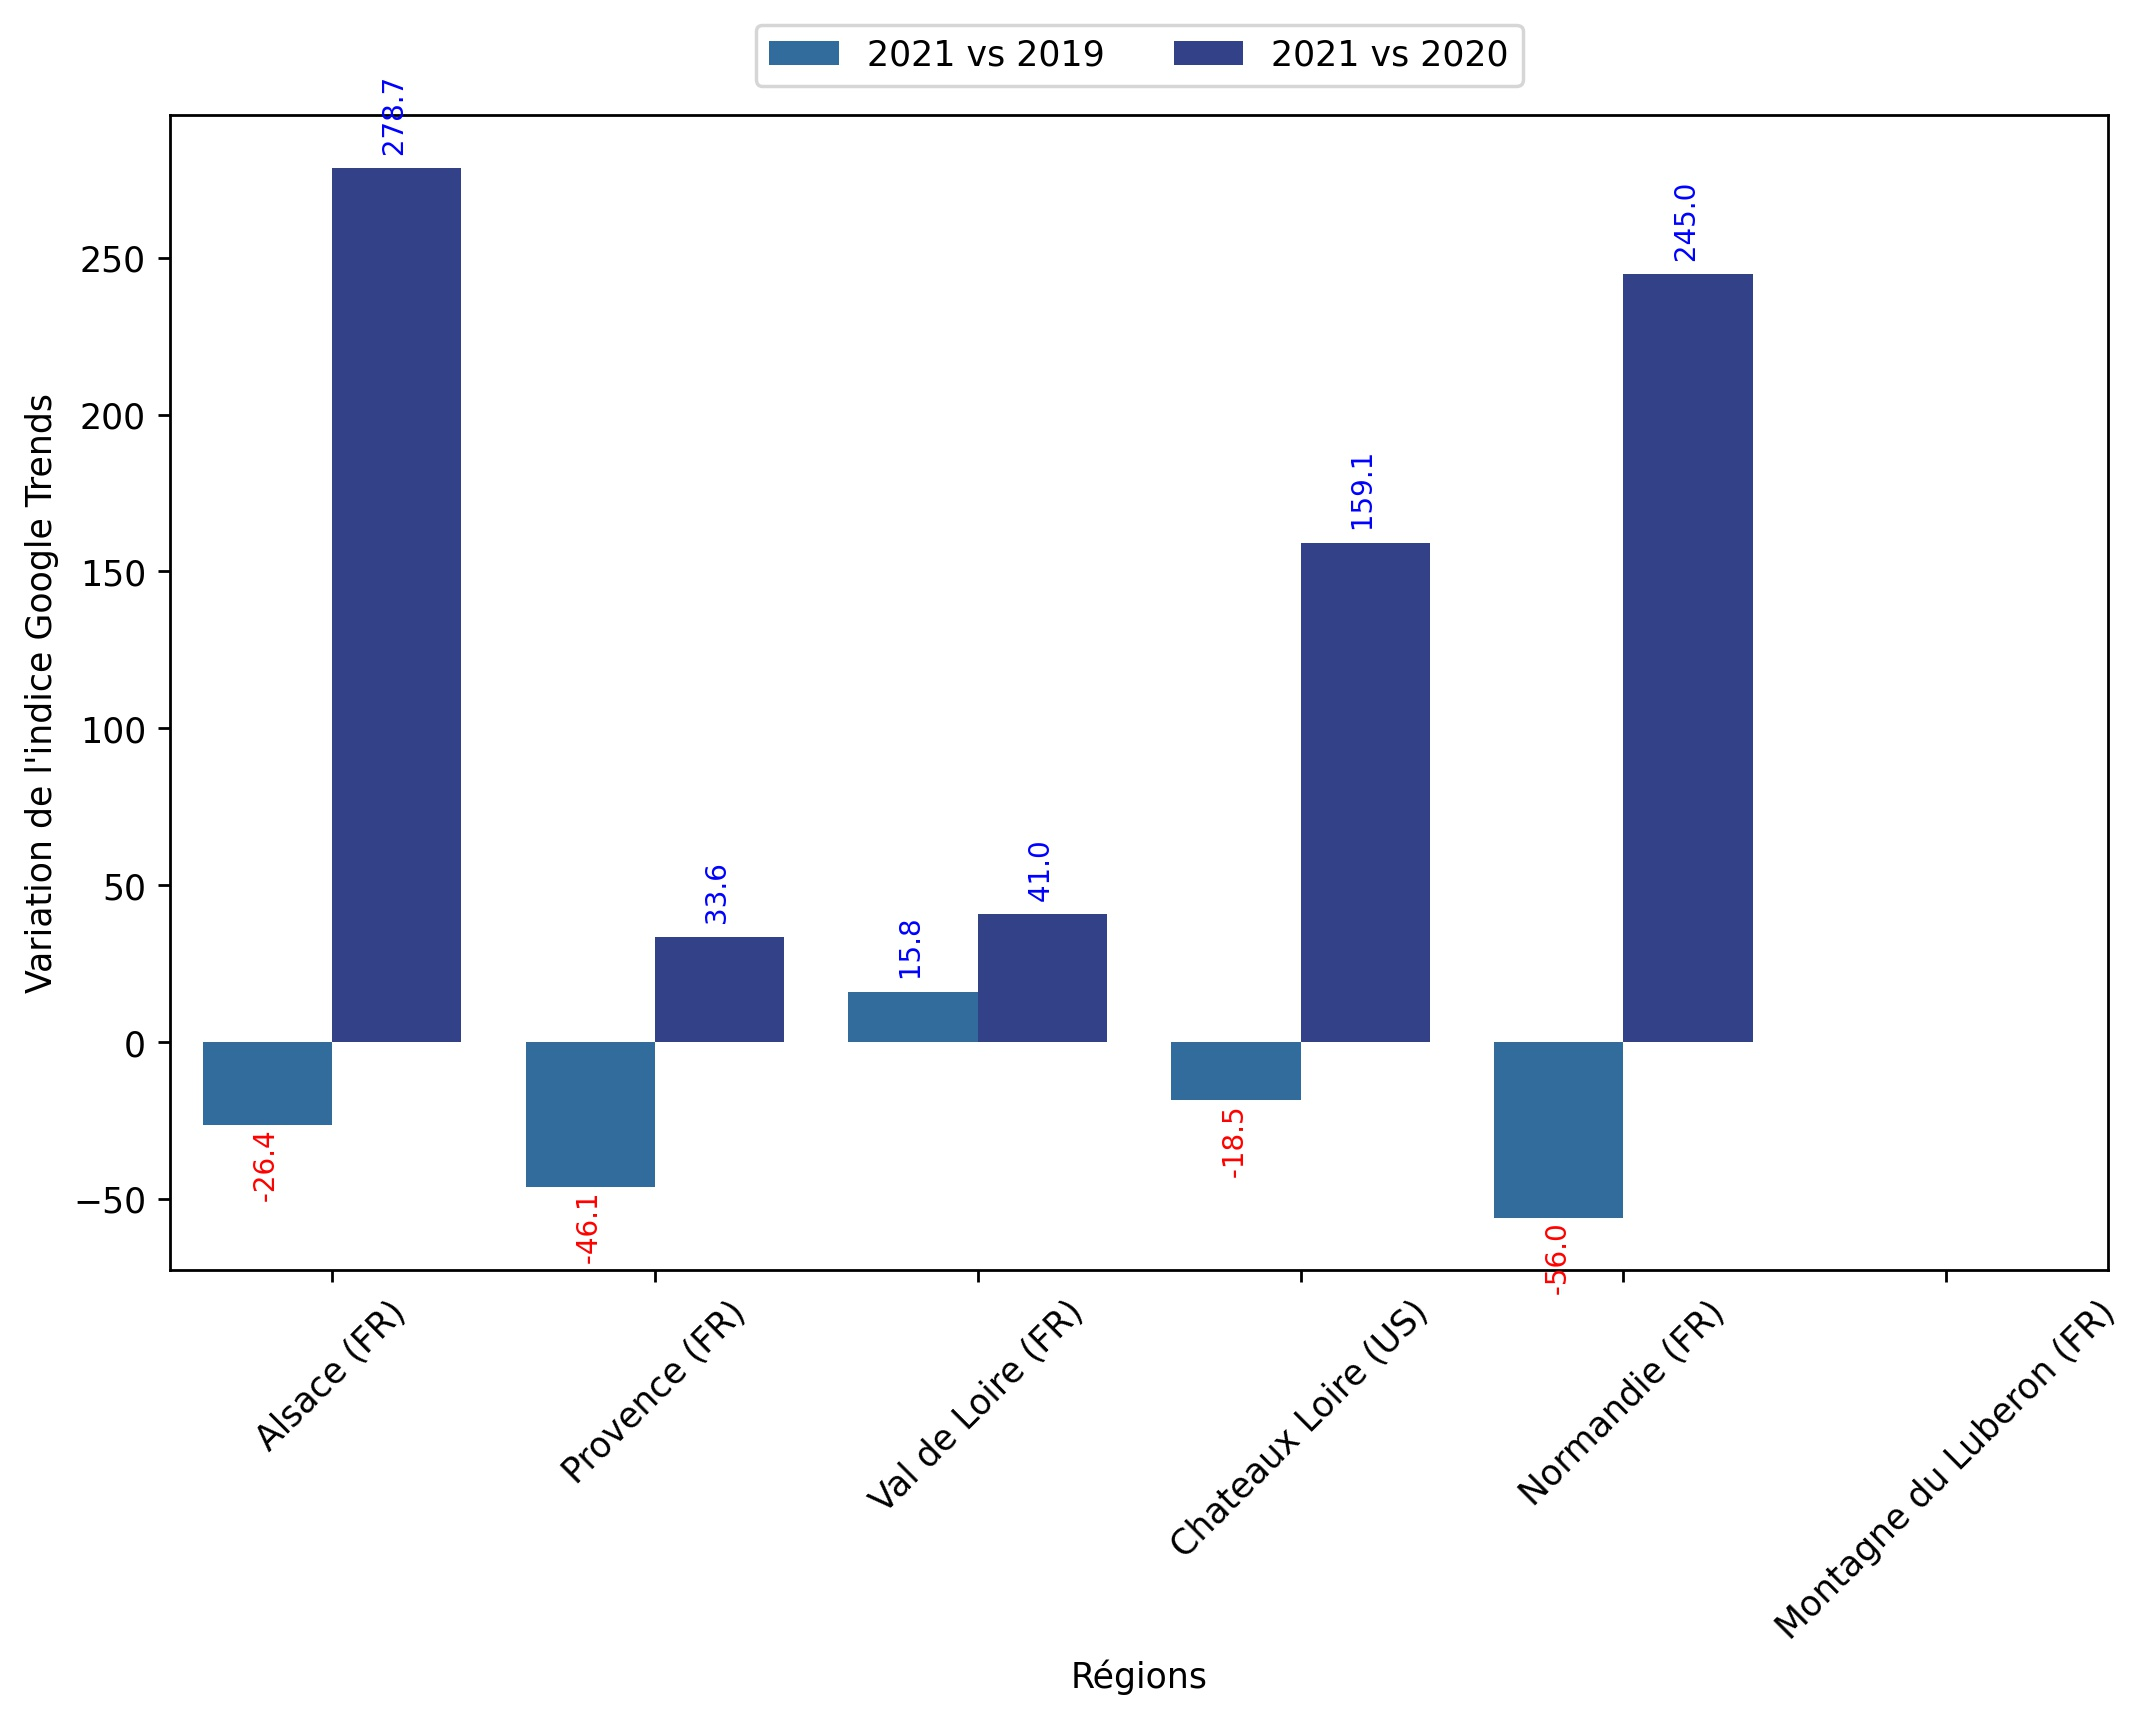 2021 vs 2019
2021 vs 2020
Variation de l'indice Google Trends
250
200
150
100
50
0
−50
-26.4
278.7
-46.1
33.6
15.8
41.0
-18.5
159.1
-56.0
245.0
Alsace (FR)
Provence (FR)
Val de Loire (FR)
Chateaux Loire (US)
Normandie (FR)
Montagne du Luberon (FR)
Régions